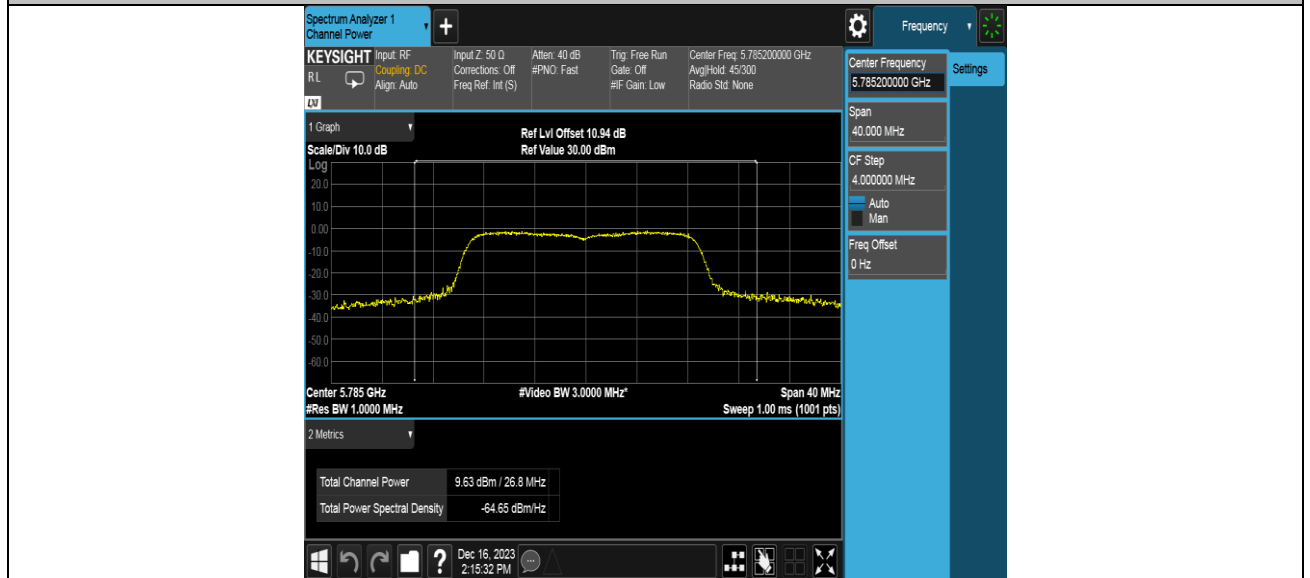 Spectrum Analyzer 1
Channel Power
Frequency
KEYSIGHT
RL
LXI
Input: RF
Coupling: DC
Align: Auto
Input Z: 50 Ω
Corrections: Off
Freq Ref: Int (S)
Atten: 40 dB
#PNO: Fast
Trig: Free Run
Gate: Off
#IF Gain: Low
Center Freq: 5.785200000 GHz
Avg|Hold: 45/300
Radio Std: None
Center Frequency
5.785200000 GHz
Settings
Span
40.000 MHz
CF Step
4.000000 MHz
Auto
Man
Freq Offset
0 Hz
1 Graph
Ref Lvl Offset 10.94 dB
Scale/Div 10.0 dB
Ref Value 30.00 dBm
Log
20.0
10.0
0.00
-10.0
-20.0
-30.0
-40.0
-50.0
-60.0
Center 5.785 GHz
#Video BW 3.0000 MHz*
Span 40 MHz
#Res BW 1.0000 MHz
Sweep 1.00 ms (1001 pts)
2 Metrics
Total Channel Power 9.63 dBm / 26.8 MHz
Total Power Spectral Density -64.65 dBm/Hz
?
Dec 16, 2023
2:15:32 PM